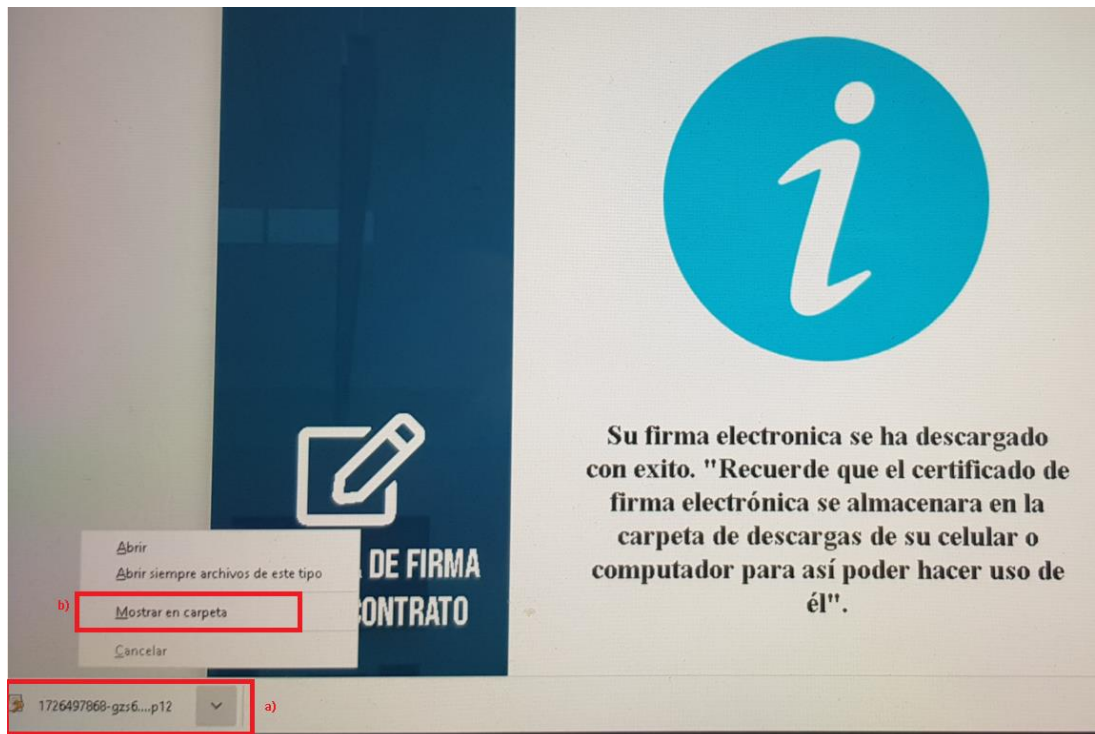 Su firma electronica se ha descargado
con exito. "Recuerde que el certificado de
firma electrónica se almacenara en la
carpeta de descargas de su celular o
computador para así poder hacer uso de
él".
DE FIRMA
CONTRATO
Abrir
Abrir siempre archivos de este tipo
b)
Mostrar en carpeta
Cancelar
1726497868-gzs6....p12
a)